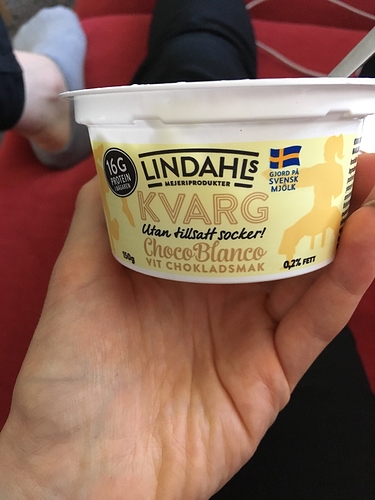 16G
PROTEIN
I BÄGAREN
LINDAHLS
MEJERIPRODUKTER
GJORD PÅ
SVENSK
MJÖLK
KVARG
Utan tillsatt socker!
ChocoBlanco
VIT CHOKLADSMAK
150g
0,2% FETT